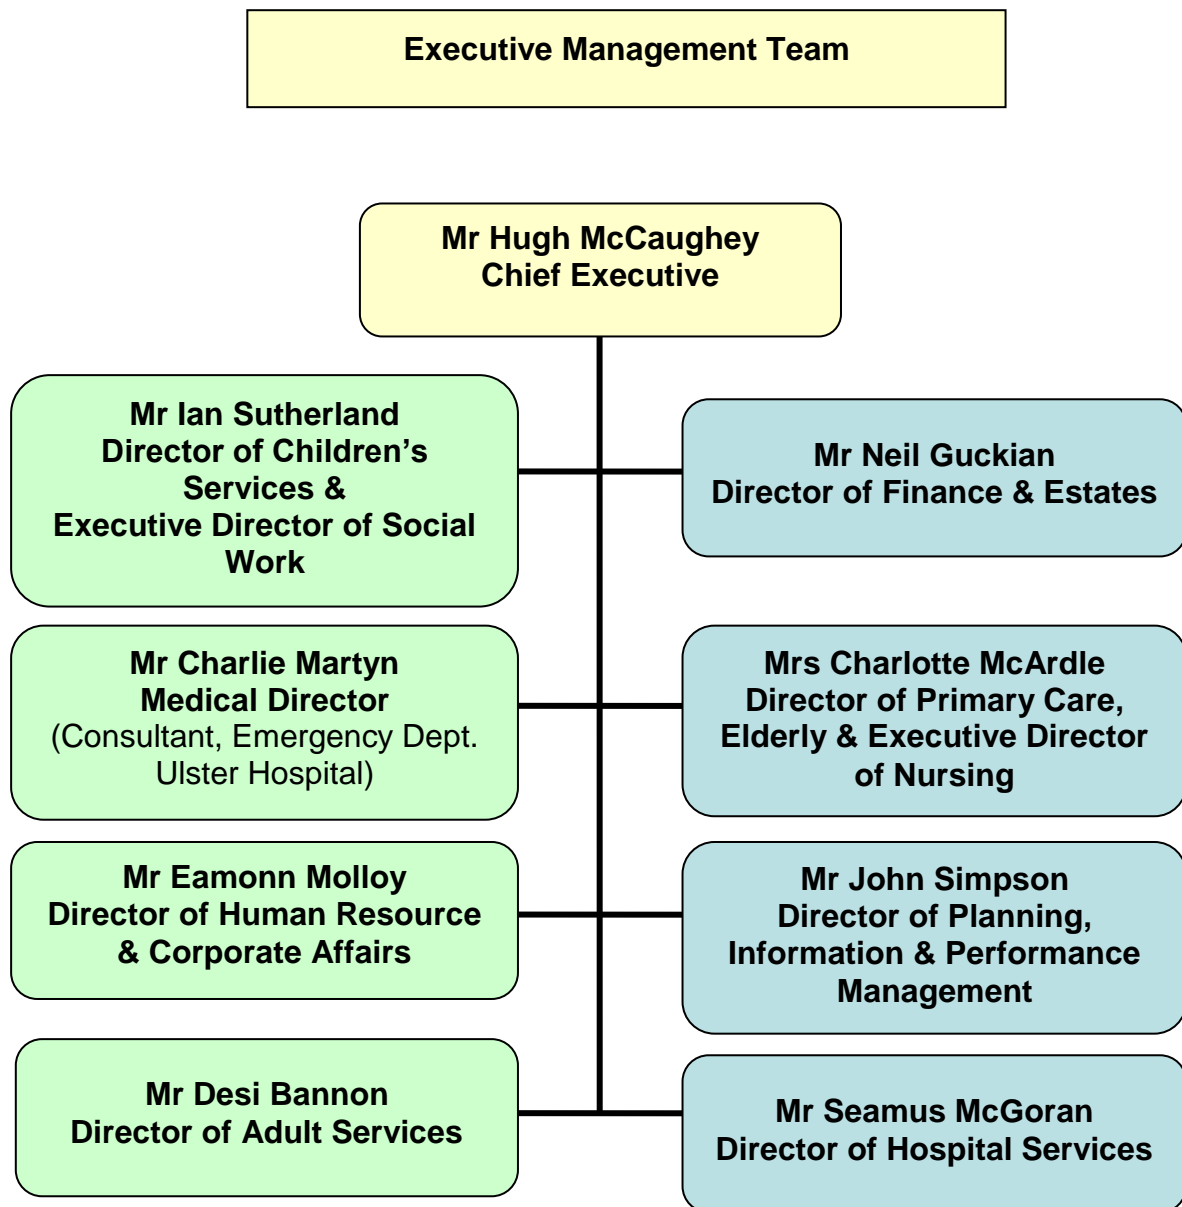 Executive Management Team
Mr Hugh McCaughey
Chief Executive
Mr Ian Sutherland
Director of Children’s
Services &
Executive Director of Social
Work
Mr Neil Guckian
Director of Finance & Estates
Mr Charlie Martyn
Medical Director
(Consultant, Emergency Dept.
Ulster Hospital)
Mrs Charlotte McArdle
Director of Primary Care,
Elderly & Executive Director
of Nursing
Mr Eamonn Molloy
Director of Human Resource
& Corporate Affairs
Mr John Simpson
Director of Planning,
Information & Performance
Management
Mr Desi Bannon
Director of Adult Services
Mr Seamus McGoran
Director of Hospital Services